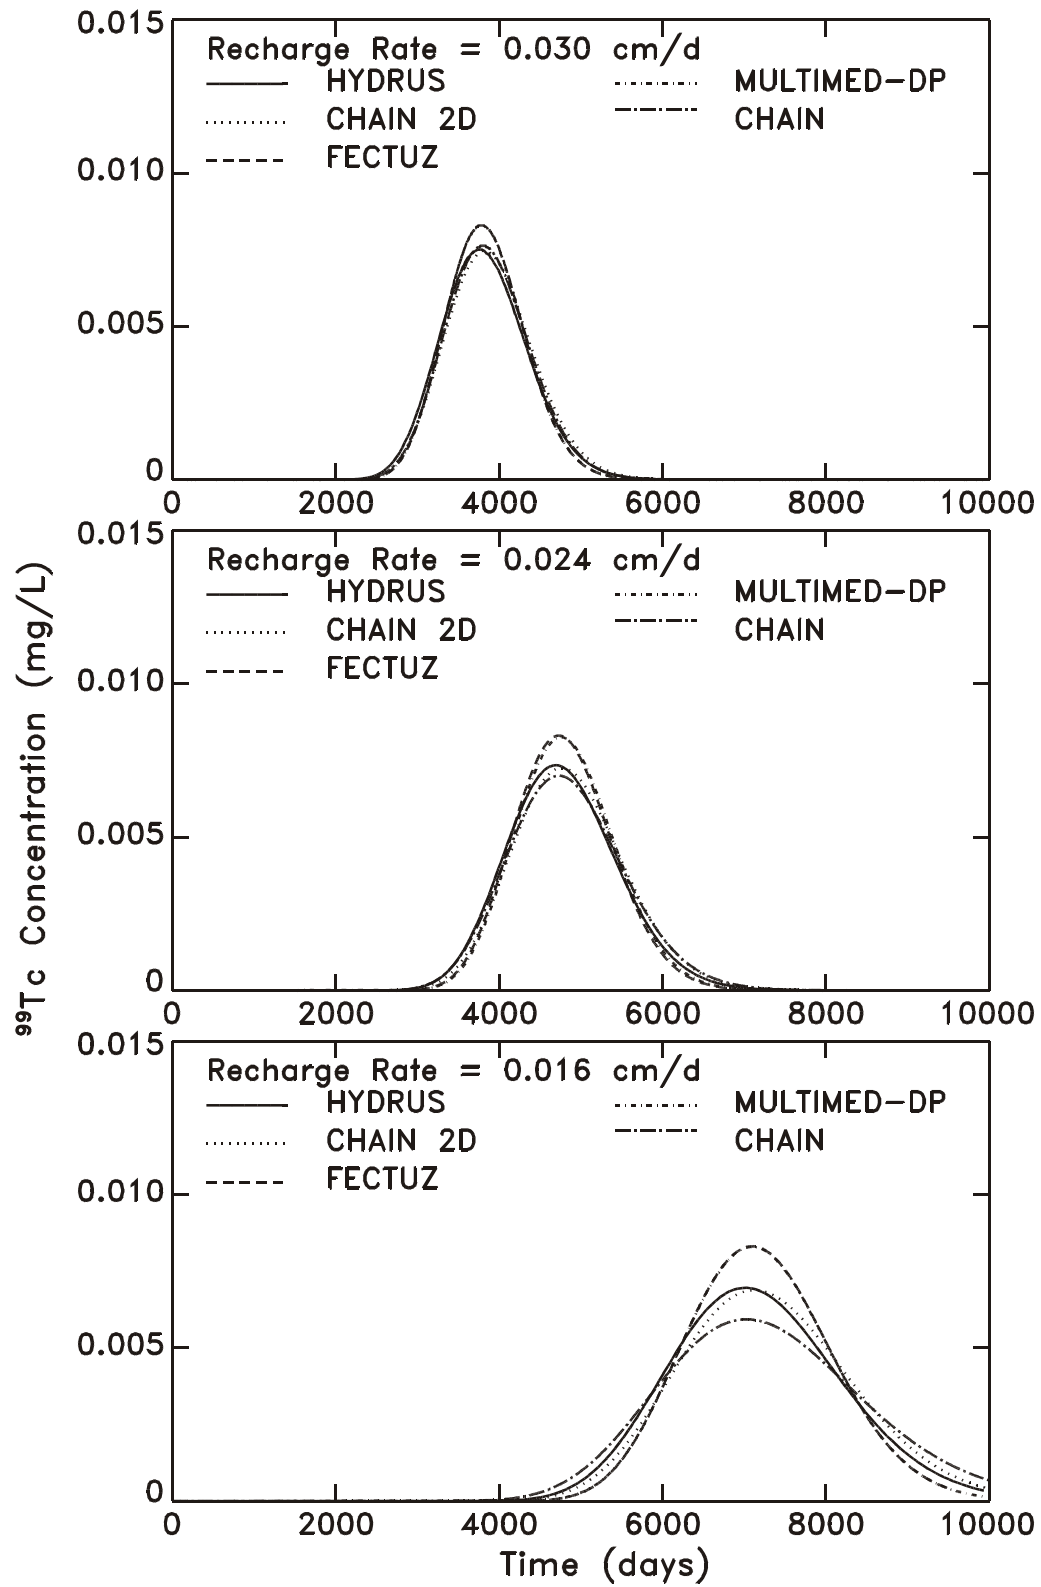 0.015
Recharge Rate = 0.030 cm/d
HYDRUS MULTIMED-DP
CHAIN 2D CHAIN
FECTUZ
0.010
0.005
0
0 2000 4000 6000 8000 10000
0.015
Recharge Rate = 0.024 cm/d
HYDRUS MULTIMED-DP
CHAIN 2D CHAIN
FECTUZ
0.010
0.005
0
0 2000 4000 6000 8000 10000
⁹⁹Tc Concentration (mg/L)
0.015
Recharge Rate = 0.016 cm/d
HYDRUS MULTIMED-DP
CHAIN 2D CHAIN
FECTUZ
0.010
0.005
0
0 2000 4000 6000 8000 10000
Time (days)